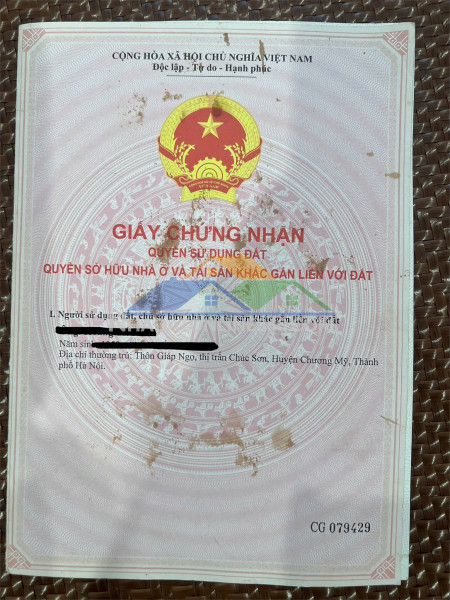 CỘNG HÒA XÃ HỘI CHỦ NGHĨA VIỆT NAM
Độc lập - Tự do - Hạnh phúc
GIẤY CHỨNG NHẬN
QUYỀN SỬ DỤNG ĐẤT
QUYỀN SỞ HỮU NHÀ Ở VÀ TÀI SẢN KHÁC GẮN LIỀN VỚI ĐẤT
I. Người sử dụng đất, chủ sở hữu nhà ở và tài sản khác gắn liền với đất
Năm sin
Địa chỉ thường trú: Thôn Giáp Ngọ, thị trấn Chúc Sơn, Huyện Chương Mỹ, Thành
phố Hà Nội.
CG 079429